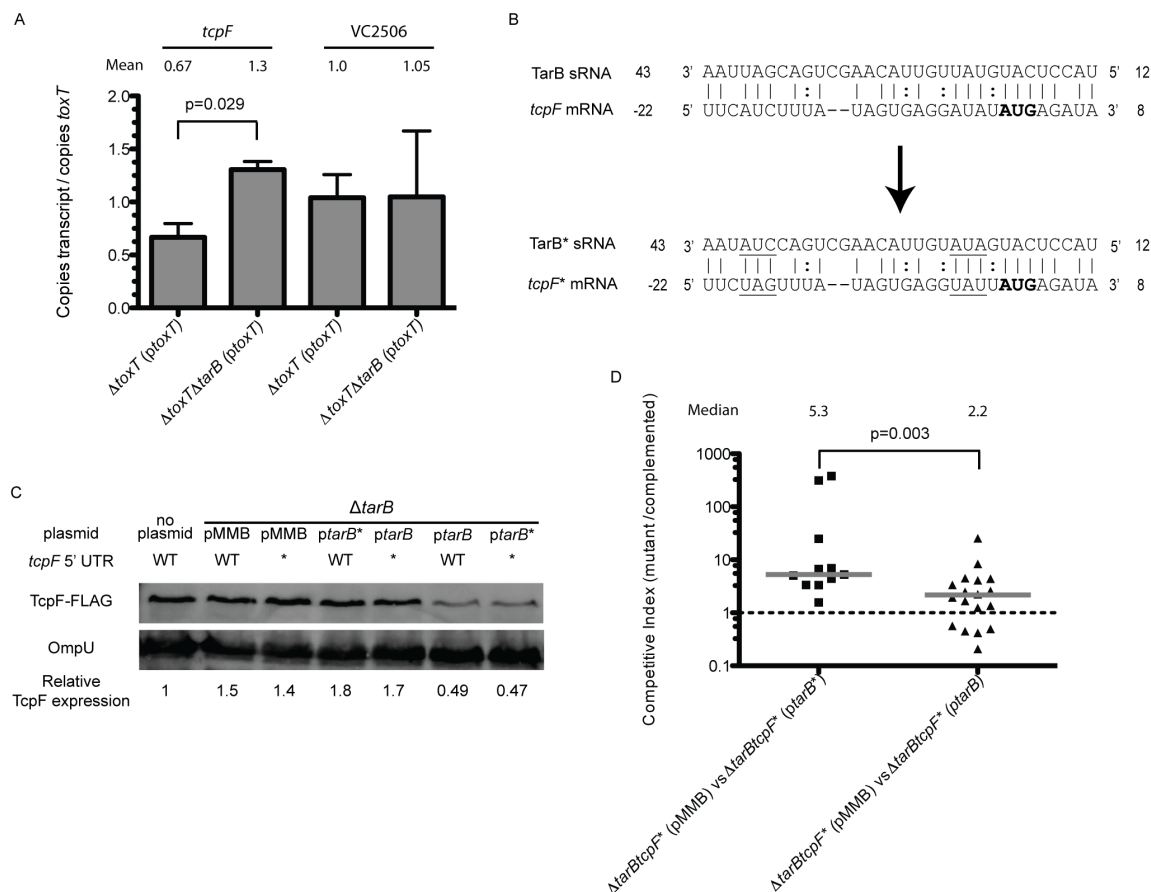 A
tcpF VC2506
Mean 0.67 1.3 1.0 1.05
p=0.029
Copies transcript / copies toxT
2.0
1.5
1.0
0.5
0.0
ΔtoxT (ptoxT)
ΔtoxTΔtarB (ptoxT)
ΔtoxT (ptoxT)
ΔtoxTΔtarB (ptoxT)
B
TarB sRNA 43 3' AAUUAGCAGUCGAACAUUGUUAUGUACUCCAU 5' 12
tcpF mRNA -22 5' UUCAUCUUUA--UAGUGAGGAUAUAUGAGAUA 3' 8
TarB* sRNA 43 3' AAUAUCCAGUCGAACAUUGUAUAGUACUCCAU 5' 12
tcpF* mRNA -22 5' UUCUAGUUUA--UAGUGAGGUAUUAUGAGAUA 3' 8
C
ΔtarB
plasmid no plasmid pMMB pMMB ptarB* ptarB ptarB ptarB*
tcpF 5' UTR WT WT * WT * WT *
TcpF-FLAG
OmpU
Relative TcpF expression 1 1.5 1.4 1.8 1.7 0.49 0.47
D
Median 5.3 2.2
p=0.003
Competitive Index (mutant/complemented)
1000
100
10
1
0.1
ΔtarBtcpF* (pMMB) vs ΔtarBtcpF* (ptarB*)
ΔtarBtcpF* (pMMB) vs ΔtarBtcpF* (ptarB)